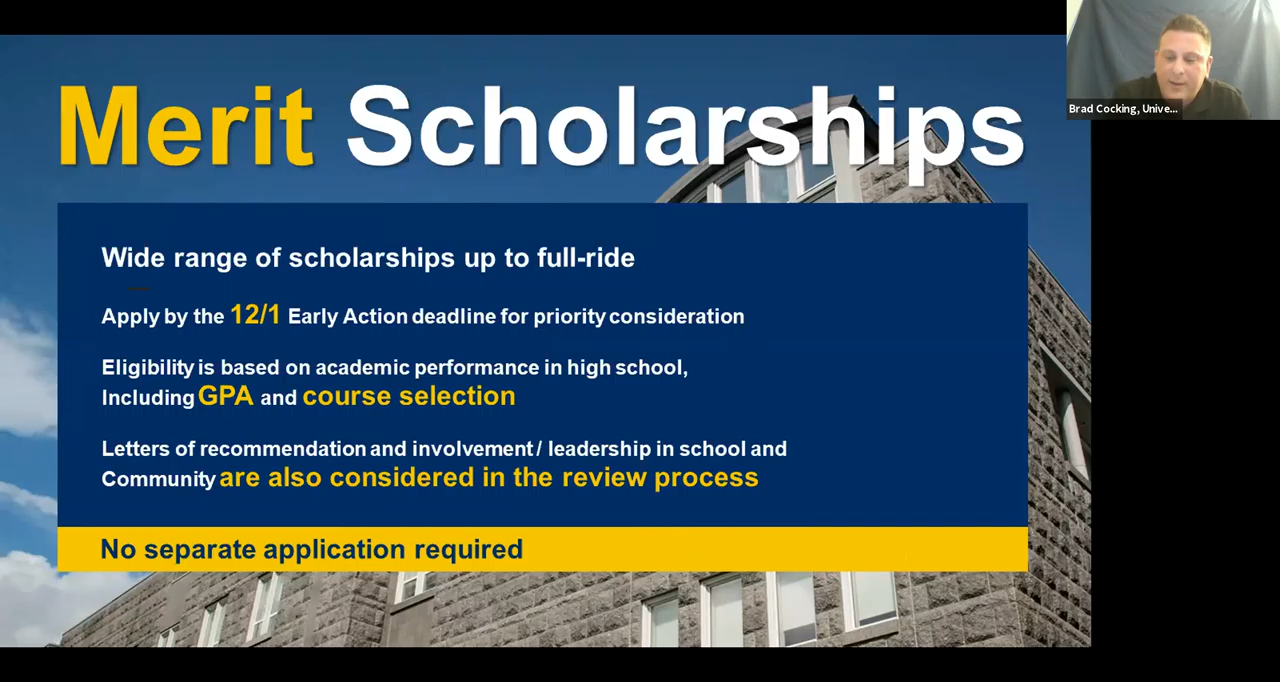 Merit Scholarships
Brad Cocking, Unive...
Wide range of scholarships up to full-ride
Apply by the 12/1 Early Action deadline for priority consideration
Eligibility is based on academic performance in high school,
Including GPA and course selection
Letters of recommendation and involvement / leadership in school and
Community are also considered in the review process
No separate application required